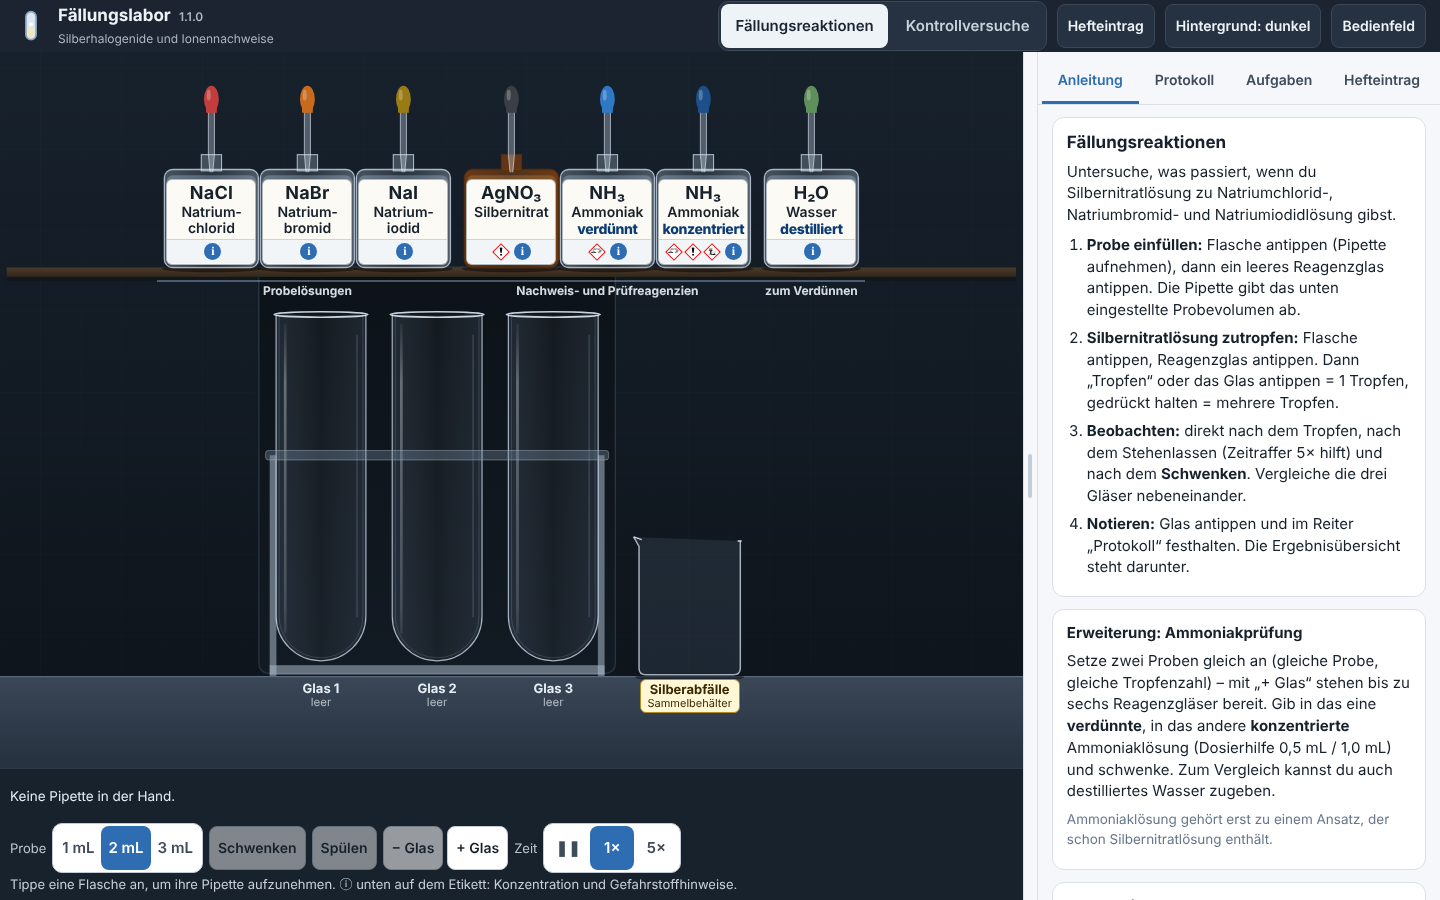 Fällungslabor 1.1.0
Silberhalogenide und Ionennachweise
Fällungsreaktionen
Kontrollversuche
Hefteintrag
Hintergrund: dunkel
Bedienfeld
Anleitung
Protokoll
Aufgaben
Hefteintrag
NaCl
Natrium-
chlorid
i
NaBr
Natrium-
bromid
i
NaI
Natrium-
iodid
i
AgNO₃
Silbernitrat
i
NH₃
Ammoniak
verdünnt
i
NH₃
Ammoniak
konzentriert
i
H₂O
Wasser
destilliert
i
Probelösungen
Nachweis- und Prüfreagenzien
zum Verdünnen
Glas 1
leer
Glas 2
leer
Glas 3
leer
Silberabfälle
Sammelbehälter
Keine Pipette in der Hand.
Probe
1 mL
2 mL
3 mL
Schwenken
Spülen
− Glas
+ Glas
Zeit
1×
5×
Tippe eine Flasche an, um ihre Pipette aufzunehmen. ⓘ unten auf dem Etikett: Konzentration und Gefahrstoffhinweise.
Fällungsreaktionen
Untersuche, was passiert, wenn du
Silbernitratlösung zu Natriumchlorid-,
Natriumbromid- und Natriumiodidlösung gibst.
1. Probe einfüllen: Flasche antippen (Pipette
aufnehmen), dann ein leeres Reagenzglas
antippen. Die Pipette gibt das unten
eingestellte Probevolumen ab.
2. Silbernitratlösung zutropfen: Flasche
antippen, Reagenzglas antippen. Dann
„Tropfen“ oder das Glas antippen = 1 Tropfen,
gedrückt halten = mehrere Tropfen.
3. Beobachten: direkt nach dem Tropfen, nach
dem Stehenlassen (Zeitraffer 5× hilft) und
nach dem Schwenken. Vergleiche die drei
Gläser nebeneinander.
4. Notieren: Glas antippen und im Reiter
„Protokoll“ festhalten. Die Ergebnisübersicht
steht darunter.
Erweiterung: Ammoniakprüfung
Setze zwei Proben gleich an (gleiche Probe,
gleiche Tropfenzahl) – mit „+ Glas“ stehen bis zu
sechs Reagenzgläser bereit. Gib in das eine
verdünnte, in das andere konzentrierte
Ammoniaklösung (Dosierhilfe 0,5 mL / 1,0 mL)
und schwenke. Zum Vergleich kannst du auch
destilliertes Wasser zugeben.
Ammoniaklösung gehört erst zu einem Ansatz, der
schon Silbernitratlösung enthält.